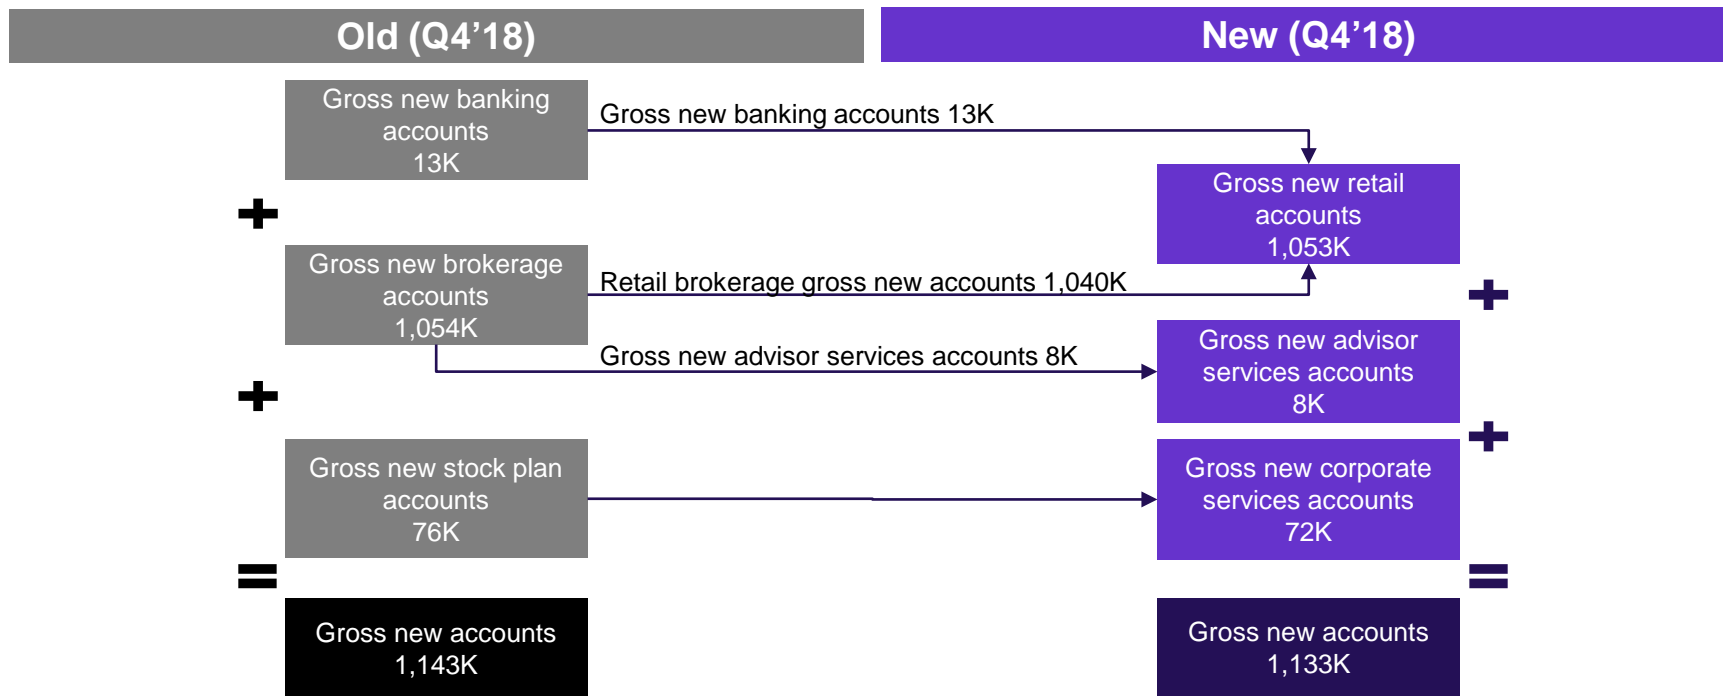 Old (Q4’18)
New (Q4’18)
Gross new banking
accounts
13K
Gross new banking accounts 13K
Gross new retail
accounts
1,053K
+
Gross new brokerage
accounts
1,054K
Retail brokerage gross new accounts 1,040K
+
Gross new advisor services accounts 8K
Gross new advisor
services accounts
8K
+
+
Gross new stock plan
accounts
76K
Gross new corporate
services accounts
72K
=
=
Gross new accounts
1,143K
Gross new accounts
1,133K